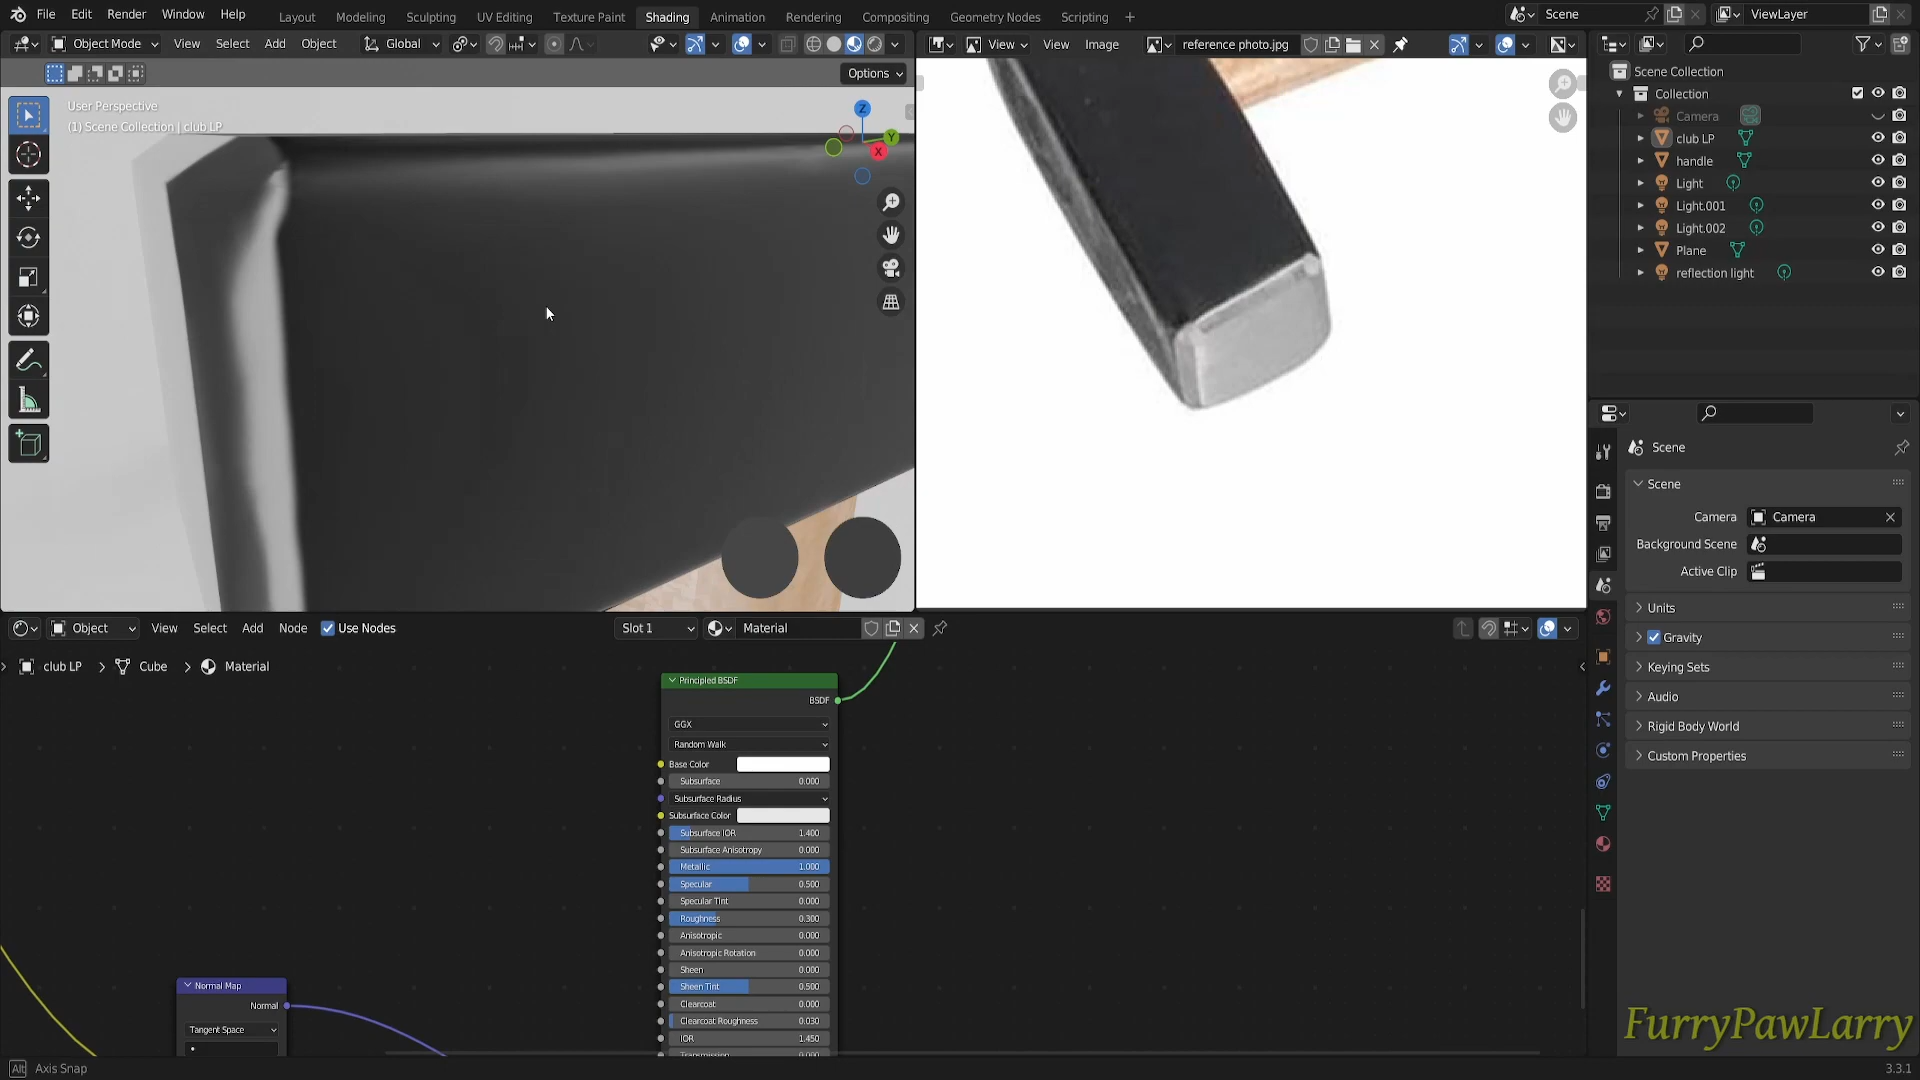 File Edit Render Window Help Layout Modeling Sculpting UV Editing Texture Paint Shading Animation Rendering Compositing Geometry Nodes Scripting + Scene ViewLayer
Object Mode View Select Add Object Global View View Image reference photo.jpg
Options
User Perspective
(1) Scene Collection | club LP
Z
Y
X
Scene Collection
Collection
Camera
club LP
handle
Light
Light.001
Light.002
Plane
reflection light
Scene
Scene
Camera Camera
Background Scene
Active Clip
Units
Gravity
Keying Sets
Audio
Rigid Body World
Custom Properties
Object View Select Add Node Use Nodes Slot 1 Material
club LP > Cube > Material
Principled BSDF
BSDF
GGX
Random Walk
Base Color
Subsurface 0.000
Subsurface Radius
Subsurface Color
Subsurface IOR 1.400
Subsurface Anisotropy 0.000
Metallic 1.000
Specular 0.500
Specular Tint 0.000
Roughness 0.300
Anisotropic 0.000
Anisotropic Rotation 0.000
Sheen 0.000
Sheen Tint 0.500
Clearcoat 0.000
Clearcoat Roughness 0.030
IOR 1.450
Transmission 0.000
Normal Map
Normal
Tangent Space
FurryPawLarry
Alt Axis Snap
3.3.1